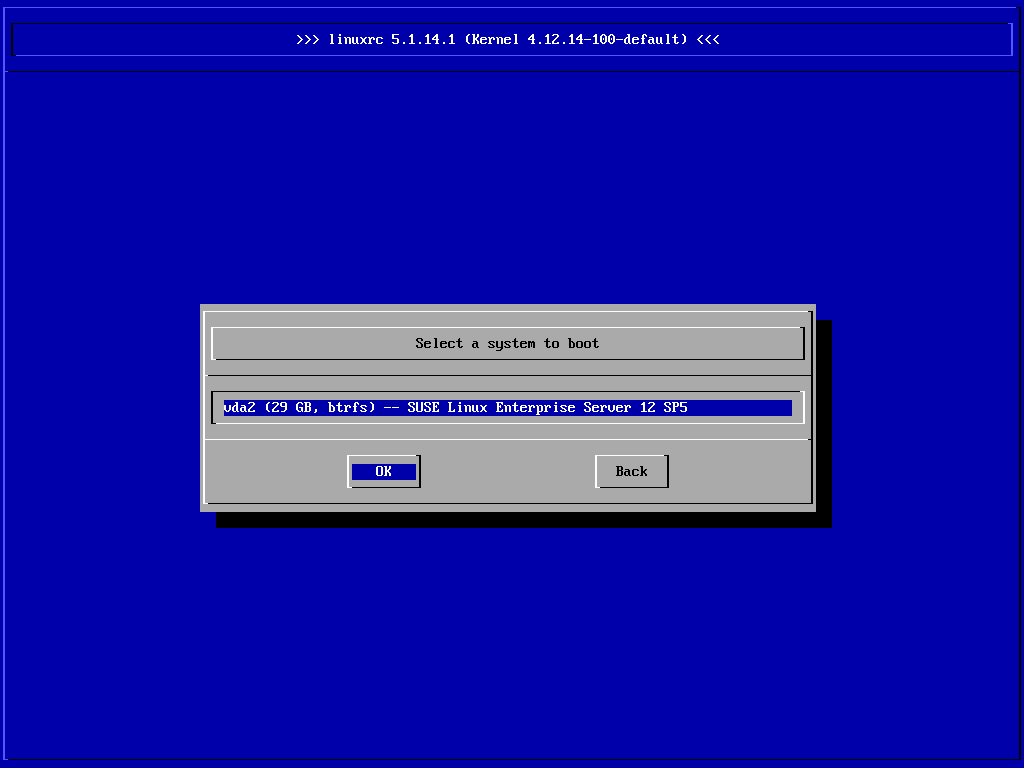 >>> linuxrc 5.1.14.1 (Kernel 4.12.14-100-default) <<<
Select a system to boot
vda2 (29 GB, btrfs) -- SUSE Linux Enterprise Server 12 SP5
OK Back